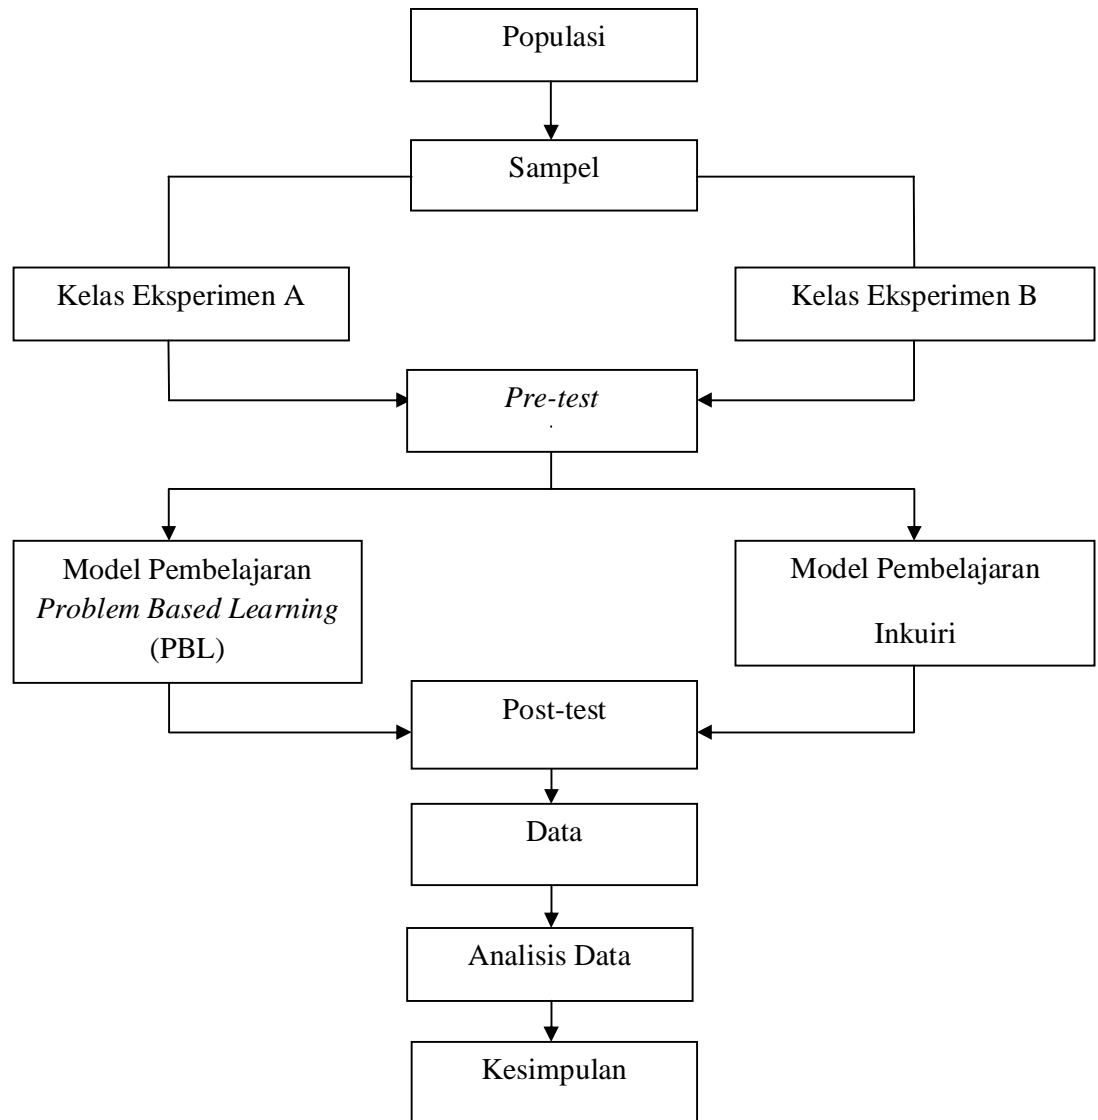 Populasi
Sampel
Kelas Eksperimen A
Kelas Eksperimen B
Pre-test
Model Pembelajaran
Problem Based Learning
(PBL)
Model Pembelajaran
Inkuiri
Post-test
Data
Analisis Data
Kesimpulan